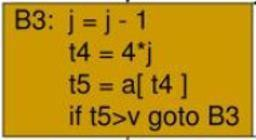 B3: j = j - 1
t4 = 4*j
t5 = a[ t4 ]
if t5>v goto B3